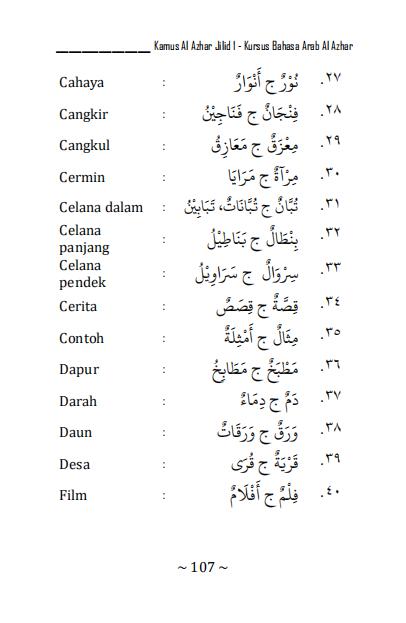 Kamus Al Azhar Jilid I - Kursus Bahasa Arab Al Azhar
Cahaya : نُوْرٌ ج أَنْوَارٌ .٢٧
Cangkir : فِنْجَانٌ ج فَنَاجِيْنُ .٢٨
Cangkul : مِعْزَقٌ ج مَعَازِقُ .٢٩
Cermin : مِرْآةٌ ج مَرَايَا .٣٠
Celana dalam : تُبَّانٌ ج تُبَّانَاتٌ، تَبَابِيْنُ .٣١
Celana
panjang : بِنْطَالٌ ج بَنَاطِيْلُ .٣٢
Celana
pendek : سِرْوَالٌ ج سَرَاوِيْلُ .٣٣
Cerita : قِصَّةٌ ج قِصَصٌ .٣٤
Contoh : مِثَالٌ ج أَمْثِلَةٌ .٣٥
Dapur : مَطْبَخٌ ج مَطَابِخُ .٣٦
Darah : دَمٌ ج دِمَاءٌ .٣٧
Daun : وَرَقٌ ج وَرَقَاتٌ .٣٨
Desa : قَرْيَةٌ ج قُرَى .٣٩
Film : فِلْمٌ ج أَفْلَامٌ .٤٠
~ 107 ~